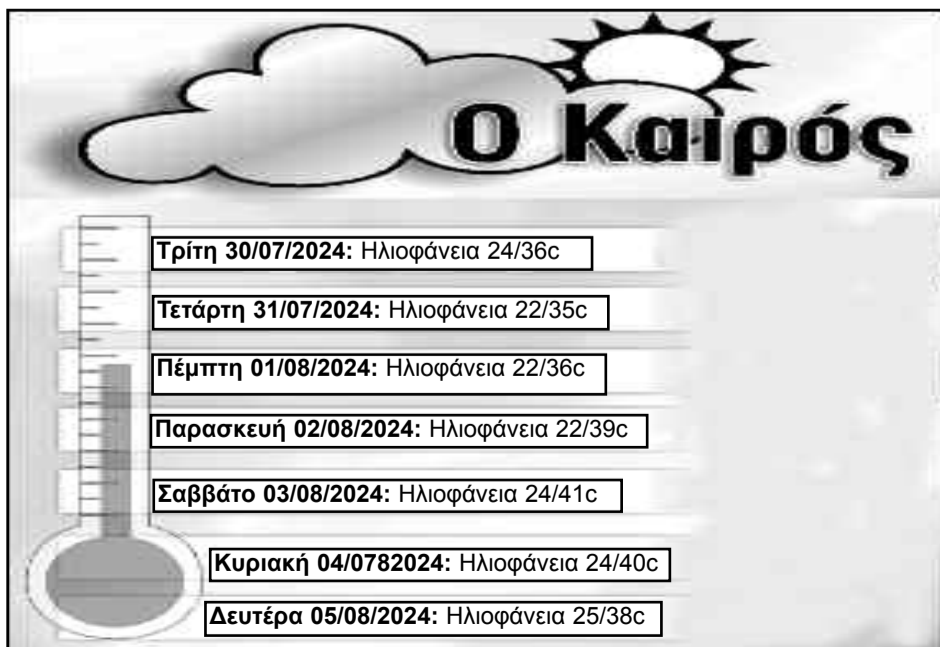 Ο Καιρός
Τρίτη 30/07/2024: Ηλιοφάνεια 24/36c
Τετάρτη 31/07/2024: Ηλιοφάνεια 22/35c
Πέμπτη 01/08/2024: Ηλιοφάνεια 22/36c
Παρασκευή 02/08/2024: Ηλιοφάνεια 22/39c
Σαββάτο 03/08/2024: Ηλιοφάνεια 24/41c
Κυριακή 04/0782024: Ηλιοφάνεια 24/40c
Δευτέρα 05/08/2024: Ηλιοφάνεια 25/38c